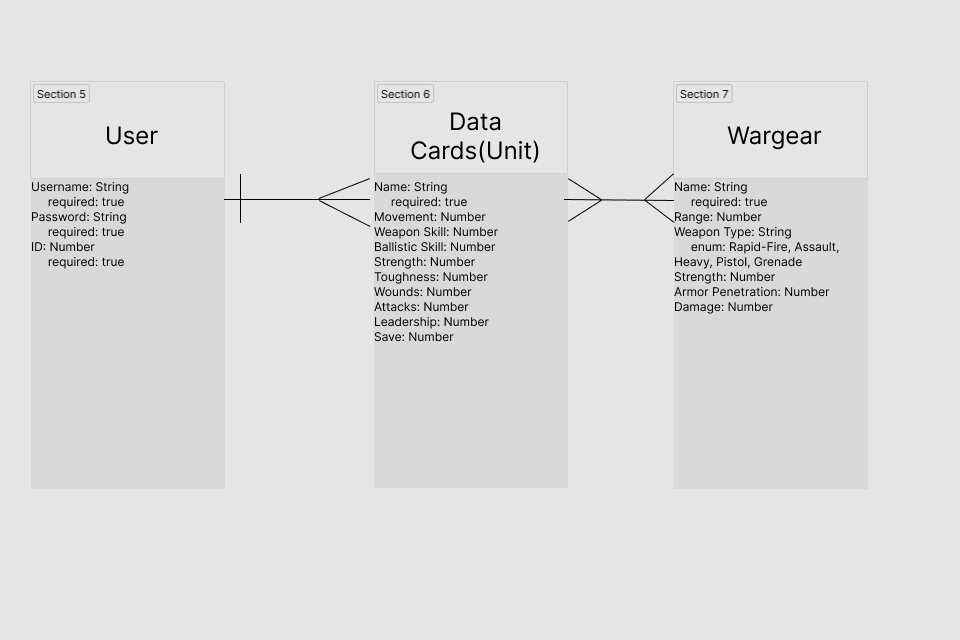 Section 5
User
Username: String
required: true
Password: String
required: true
ID: Number
required: true
Section 6
Data
Cards(Unit)
Name: String
required: true
Movement: Number
Weapon Skill: Number
Ballistic Skill: Number
Strength: Number
Toughness: Number
Wounds: Number
Attacks: Number
Leadership: Number
Save: Number
Section 7
Wargear
Name: String
required: true
Range: Number
Weapon Type: String
enum: Rapid-Fire, Assault,
Heavy, Pistol, Grenade
Strength: Number
Armor Penetration: Number
Damage: Number